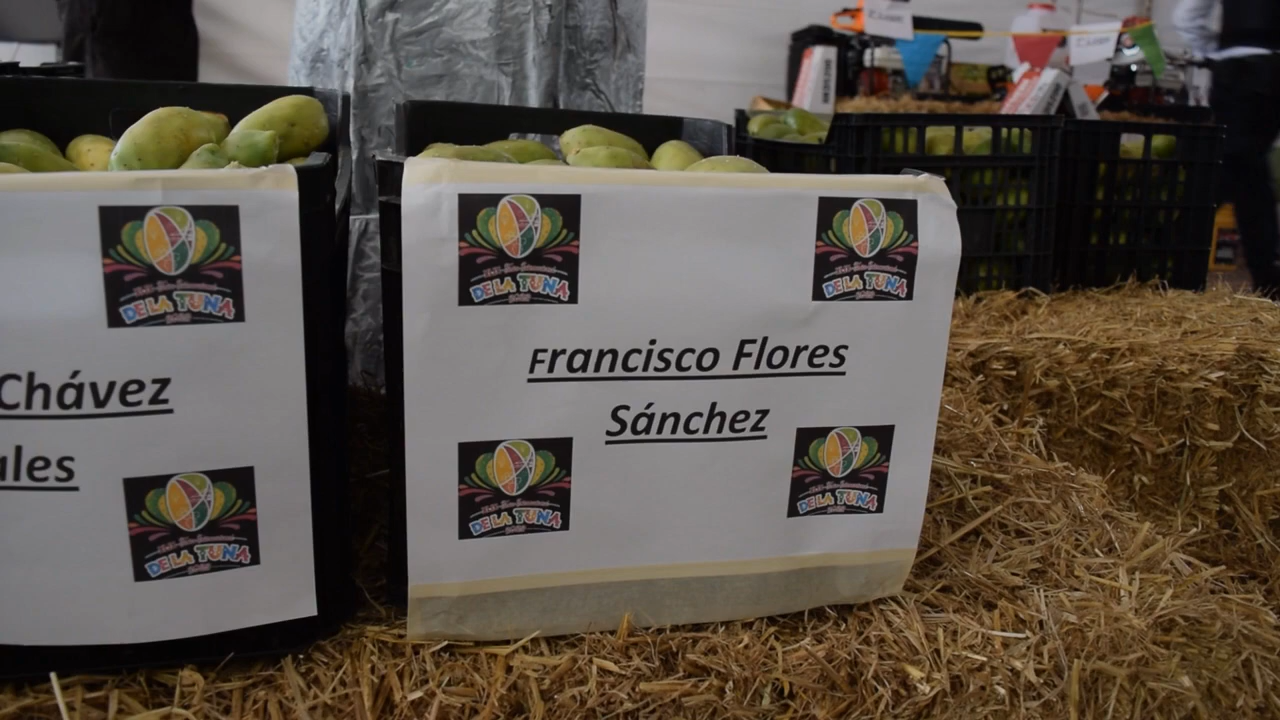 DE LA TUNA
Chávez
ales
DE LA TUNA
DE LA TUNA
DE LA TUNA
Francisco Flores
Sánchez
DE LA TUNA
DE LA TUNA